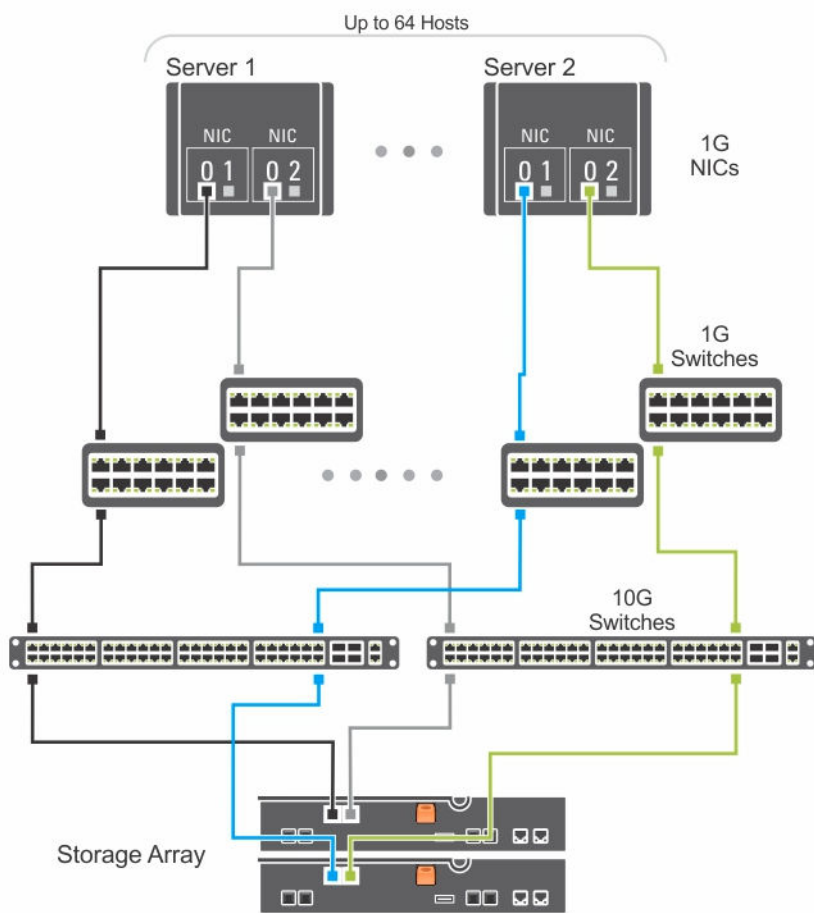 Up to 64 Hosts
Server 1
Server 2
NIC NIC
0 1 0 2
NIC NIC
0 1 0 2
1G
NICs
1G
Switches
10G
Switches
Storage Array